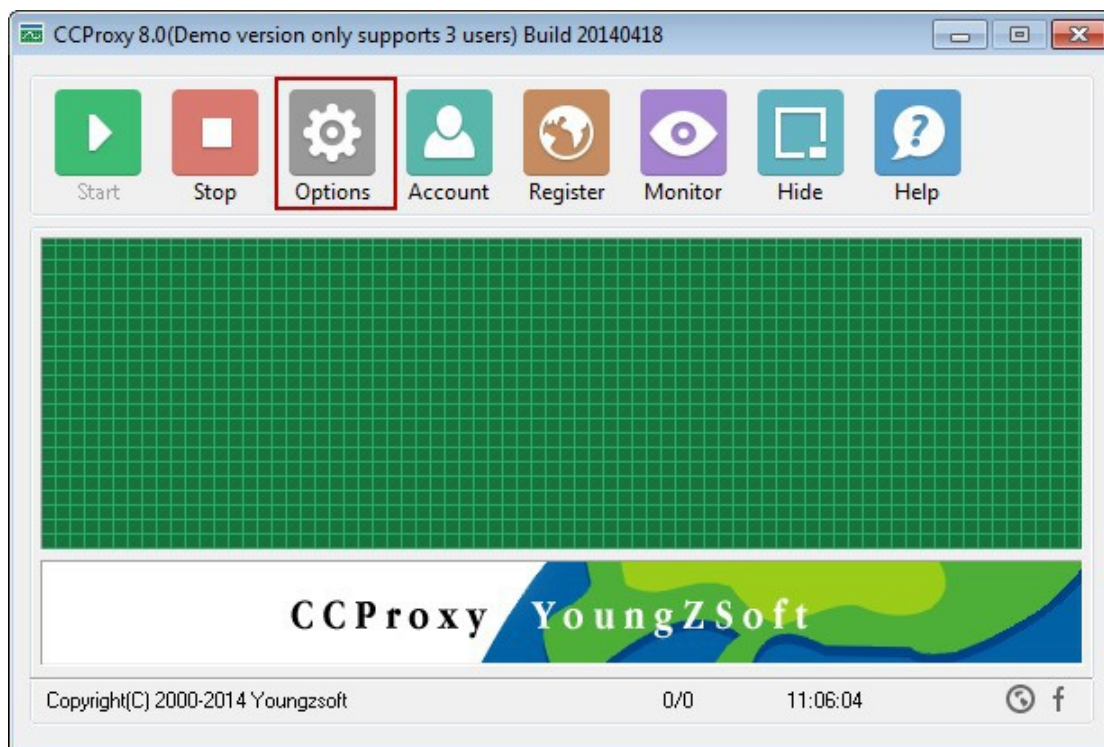 CCProxy 8.0(Demo version only supports 3 users) Build 20140418
Start Stop Options Account Register Monitor Hide Help
CCProxy YoungZSoft
Copyright(C) 2000-2014 Youngzsoft 0/0 11:06:04